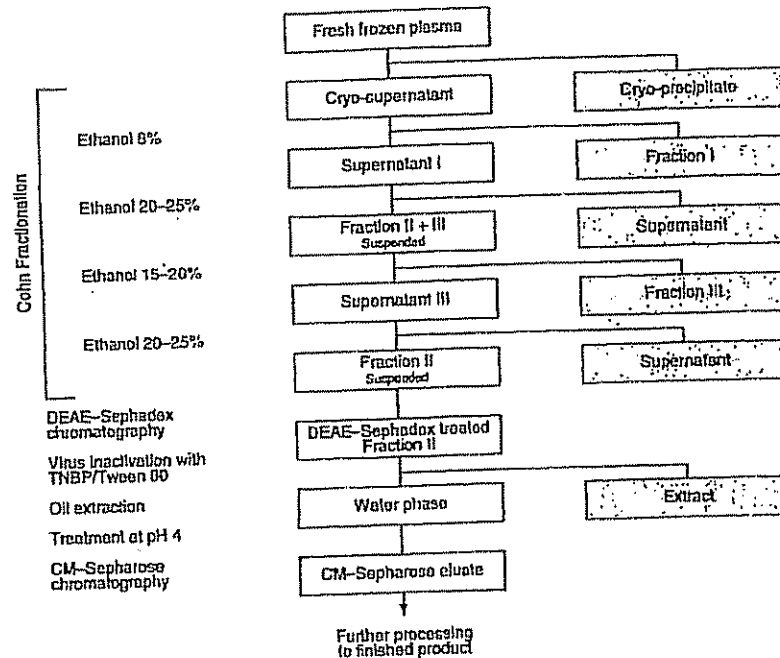 Fresh frozen plasma
Cryo-supernatant
Cryo-precipitate
Ethanol 8%
Supernatant I
Fraction I
Ethanol 20–25%
Fraction II + III
Suspended
Supernatant
Cohn Fractionation
Ethanol 15–20%
Supernatant III
Fraction III
Ethanol 20–25%
Fraction II
Suspended
Supernatant
DEAE–Sephadex
chromatography
DEAE–Sephadex treated
Fraction II
Virus inactivation with
TNBP/Tween 80
Oil extraction
Water phase
Extract
Treatment at pH 4
CM–Sepharose
chromatography
CM–Sepharose eluate
Further processing
to finished product